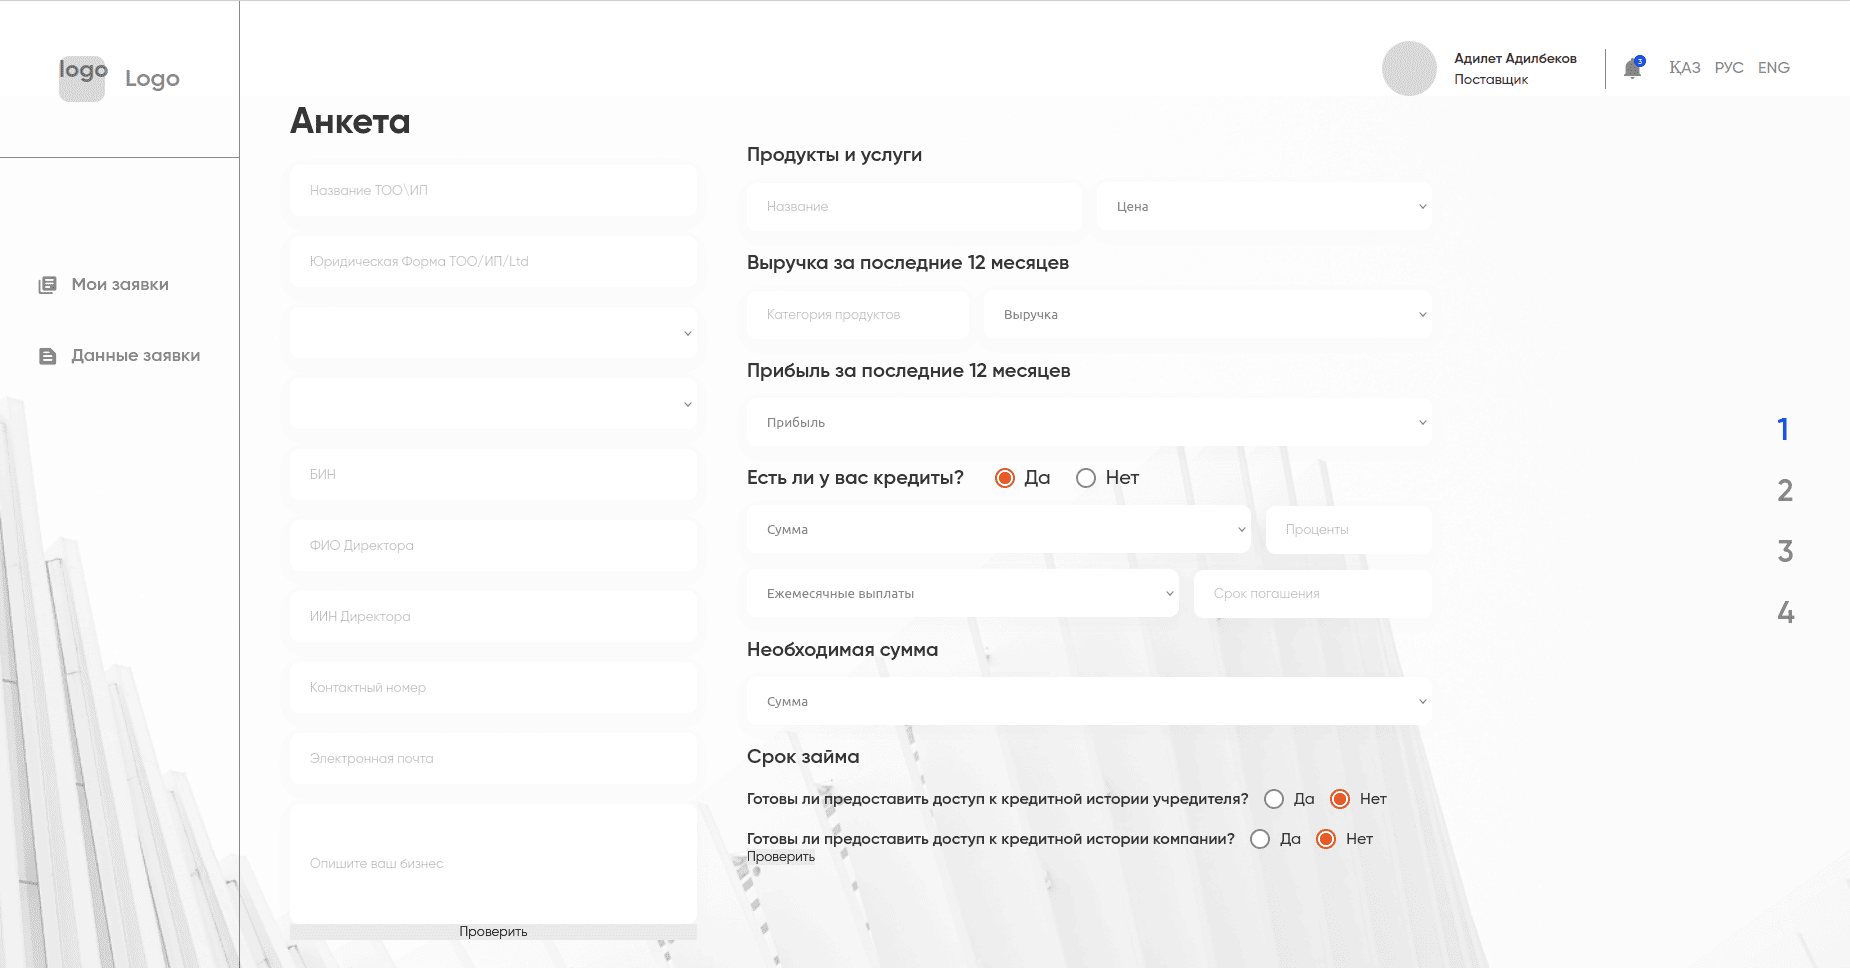 logo
Logo
Адилет Адилбеков
Поставщик
3
ҚАЗ РУС ENG
Мои заявки
Данные заявки
Анкета
Название ТОО\ИП
Юридическая Форма ТОО/ИП/Ltd
БИН
ФИО Директора
ИИН Директора
Контактный номер
Электронная почта
Опишите ваш бизнес
Проверить
Продукты и услуги
Название Цена
Выручка за последние 12 месяцев
Категория продуктов Выручка
Прибыль за последние 12 месяцев
Прибыль
Есть ли у вас кредиты? Да Нет
Сумма Проценты
Ежемесячные выплаты Срок погашения
Необходимая сумма
Сумма
Срок займа
Готовы ли предоставить доступ к кредитной истории учредителя? Да Нет
Готовы ли предоставить доступ к кредитной истории компании? Да Нет
Проверить
1
2
3
4